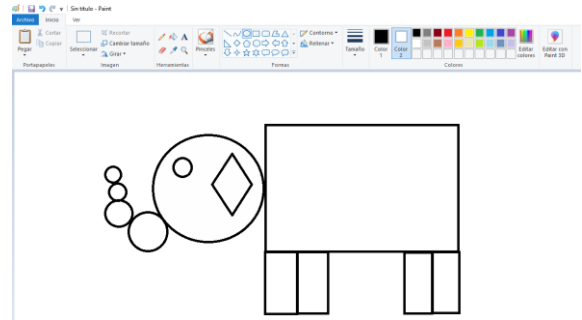 Sin título - Paint
Archivo Inicio Ver
Pegar
Cortar
Copiar
Portapapeles
Seleccionar
Recortar
Cambiar tamaño
Girar
Imagen
Herramientas
Pinceles
Contorno
Rellenar
Formas
Tamaño
Color 1
Color 2
Editar colores
Colores
Editar con Paint 3D